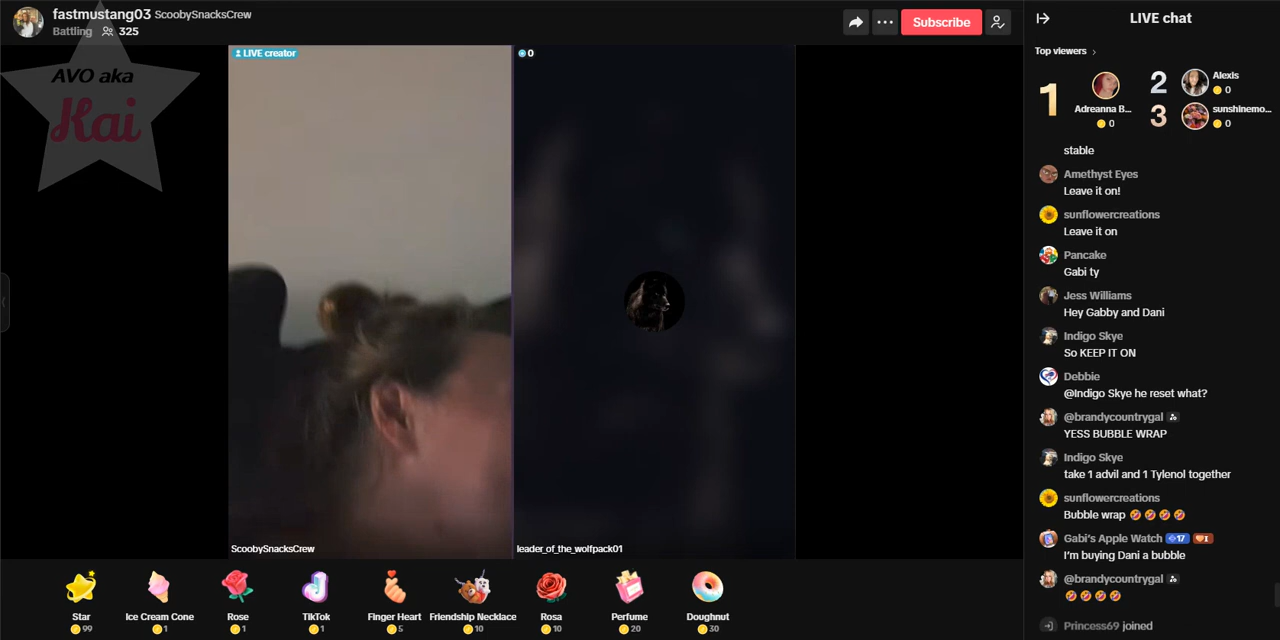 fastmustang03 ScoobySnacksCrew
Battling 325
Subscribe
AVO aka
Kai
LIVE creator
0
ScoobySnacksCrew
leader_of_the_wolfpack01
Star
99
Ice Cream Cone
1
Rose
1
TikTok
1
Finger Heart
5
Friendship Necklace
10
Rosa
10
Perfume
20
Doughnut
30
LIVE chat
Top viewers
1
Adreanna B...
0
2
Alexis
0
3
sunshinemo...
0
stable
Amethyst Eyes
Leave it on!
sunflowercreations
Leave it on
Pancake
Gabi ty
Jess Williams
Hey Gabby and Dani
Indigo Skye
So KEEP IT ON
Debbie
@Indigo Skye he reset what?
@brandycountrygal
YESS BUBBLE WRAP
Indigo Skye
take 1 advil and 1 Tylenol together
sunflowercreations
Bubble wrap 🤣🤣🤣🤣
Gabi's Apple Watch 17 I
I'm buying Dani a bubble
@brandycountrygal
🤣🤣🤣🤣
Princess69 joined